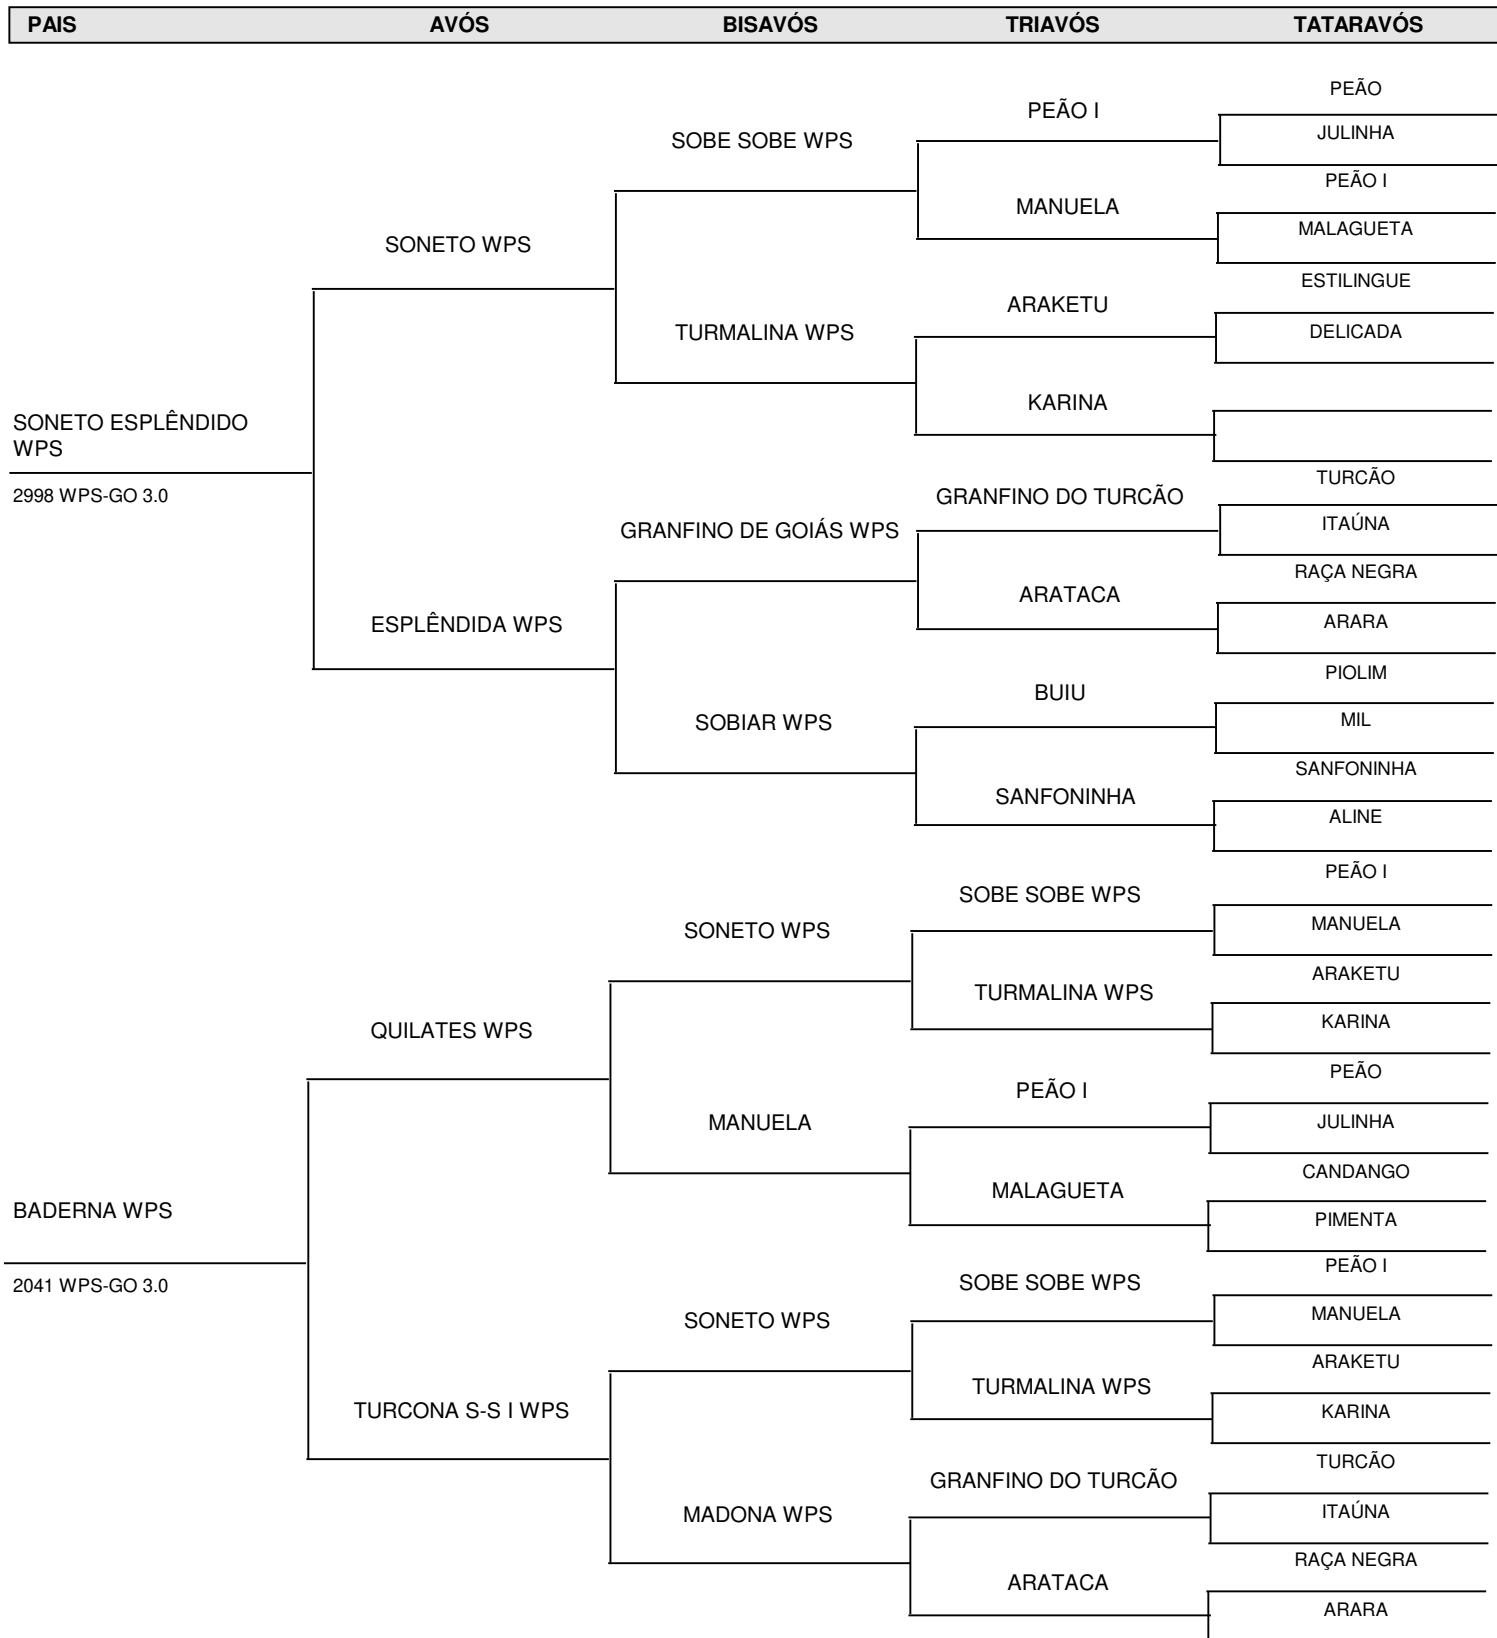 PAIS AVÓS BISAVÓS TRIAVÓS TATARAVÓS
PEÃO
PEÃO I
JULINHA
SOBE SOBE WPS
PEÃO I
MANUELA
MALAGUETA
SONETO WPS
ESTILINGUE
ARAKETU
DELICADA
TURMALINA WPS
KARINA
SONETO ESPLÊNDIDO
WPS
2998 WPS-GO 3.0
TURCÃO
GRANFINO DO TURCÃO
ITAÚNA
GRANFINO DE GOIÁS WPS
RAÇA NEGRA
ARATACA
ARARA
ESPLÊNDIDA WPS
PIOLIM
BUIU
MIL
SOBIAR WPS
SANFONINHA
SANFONINHA
ALINE
PEÃO I
SOBE SOBE WPS
MANUELA
SONETO WPS
ARAKETU
TURMALINA WPS
KARINA
QUILATES WPS
PEÃO
PEÃO I
JULINHA
MANUELA
CANDANGO
MALAGUETA
PIMENTA
BADERNA WPS
2041 WPS-GO 3.0
PEÃO I
SOBE SOBE WPS
MANUELA
SONETO WPS
ARAKETU
TURMALINA WPS
KARINA
TURCONA S-S I WPS
TURCÃO
GRANFINO DO TURCÃO
ITAÚNA
MADONA WPS
RAÇA NEGRA
ARATACA
ARARA